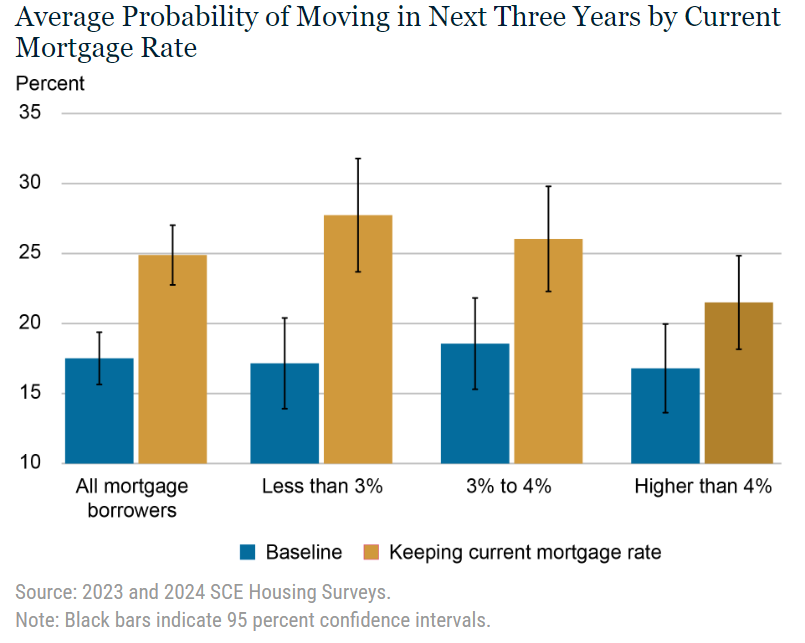 Average Probability of Moving in Next Three Years by Current
Mortgage Rate
Percent
35
30
25
20
15
10
All mortgage
borrowers
Less than 3%
3% to 4%
Higher than 4%
Baseline
Keeping current mortgage rate
Source: 2023 and 2024 SCE Housing Surveys.
Note: Black bars indicate 95 percent confidence intervals.